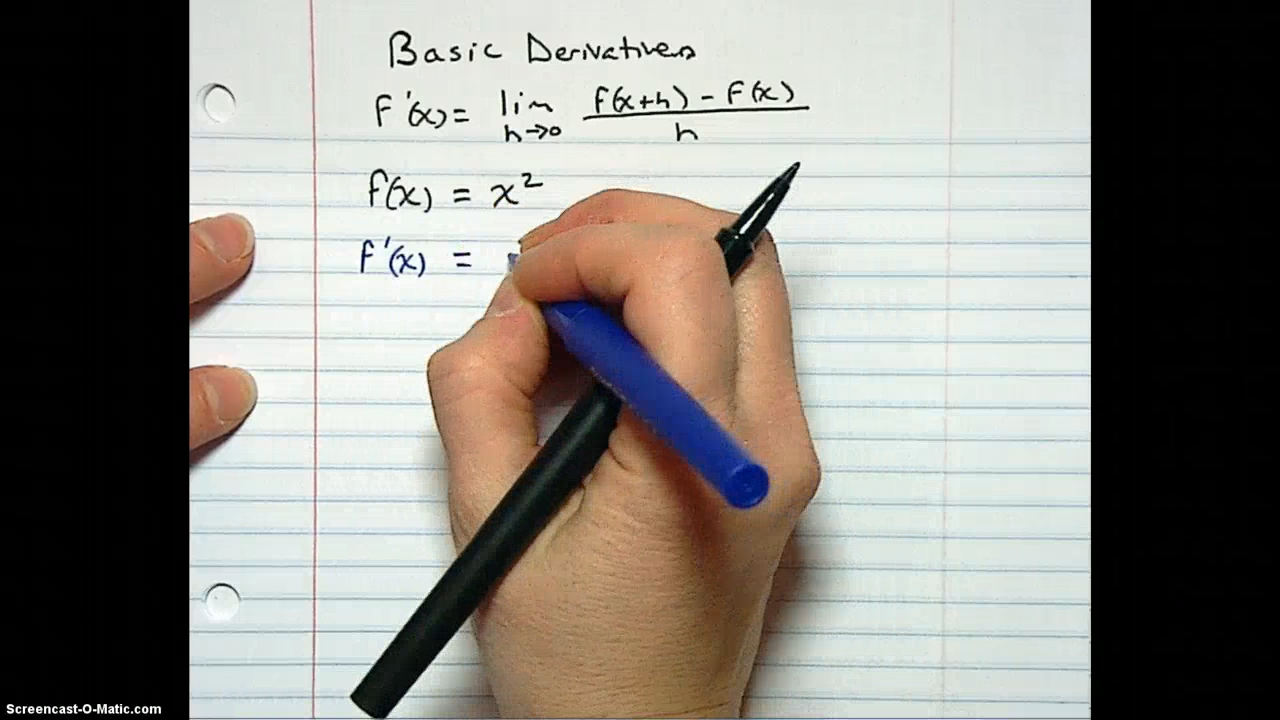 Basic Derivatives
f'(x) = lim h→0 f(x+h) - f(x) / h
f(x) = x²
f'(x) =
Screencast-O-Matic.com